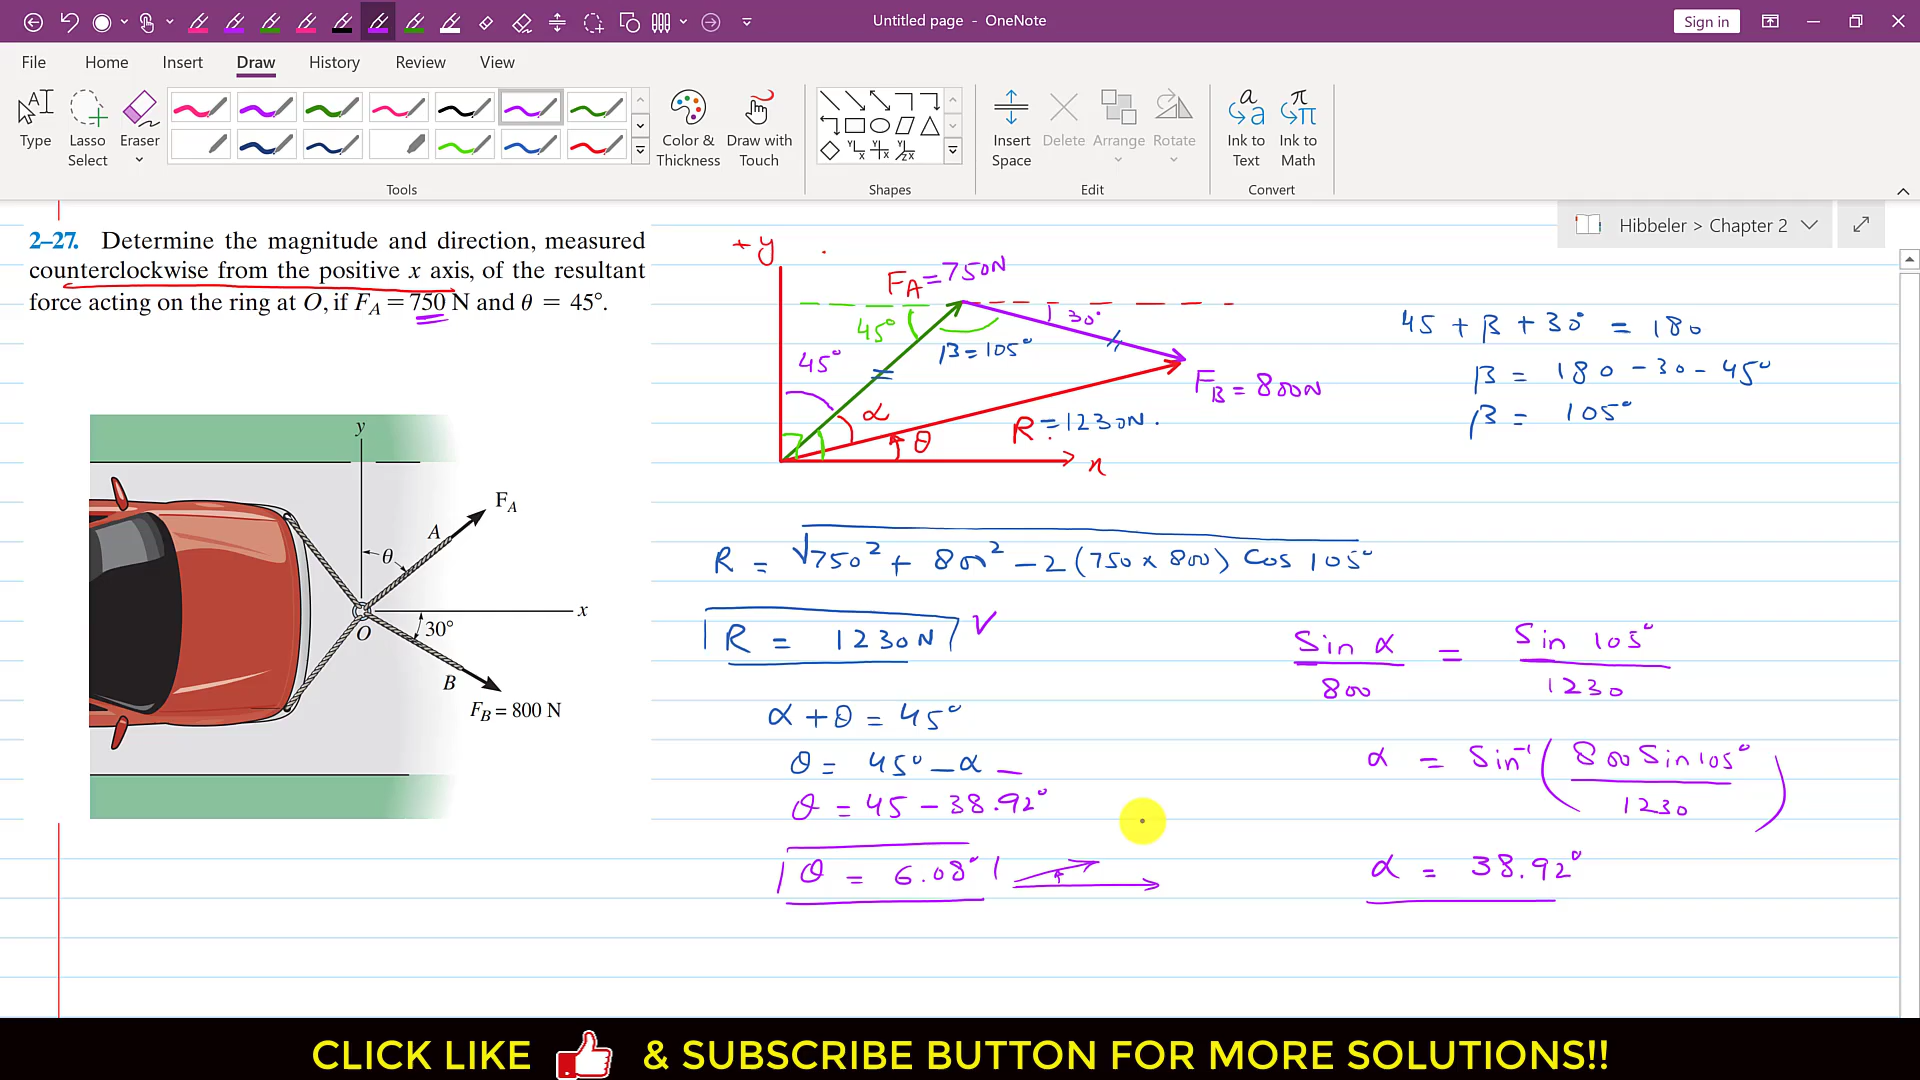 Untitled page - OneNote
Sign in
File Home Insert Draw History Review View
Type
Lasso Select
Eraser
Color & Thickness
Draw with Touch
Insert Space
Delete
Arrange
Rotate
Ink to Text
Ink to Math
Tools
Shapes
Edit
Convert
Hibbeler > Chapter 2
2–27. Determine the magnitude and direction, measured
counterclockwise from the positive x axis, of the resultant
force acting on the ring at O, if FA = 750 N and θ = 45°.
y
FA
A
θ
x
O
30°
B
FB = 800 N
+y
FA = 750N
45°
30°
45°
β = 105°
FB = 800N
α
R = 1230N.
θ
x
45 + β + 30° = 180
β = 180 - 30 - 45°
β = 105°
R = √750² + 800² - 2 (750 × 800) Cos 105°
R = 1230N
α + θ = 45°
θ = 45° - α
θ = 45 - 38.92°
θ = 6.08°
Sin α / 800 = Sin 105° / 1230
α = Sin⁻¹ ( 800 Sin 105° / 1230 )
α = 38.92°
CLICK LIKE & SUBSCRIBE BUTTON FOR MORE SOLUTIONS!!